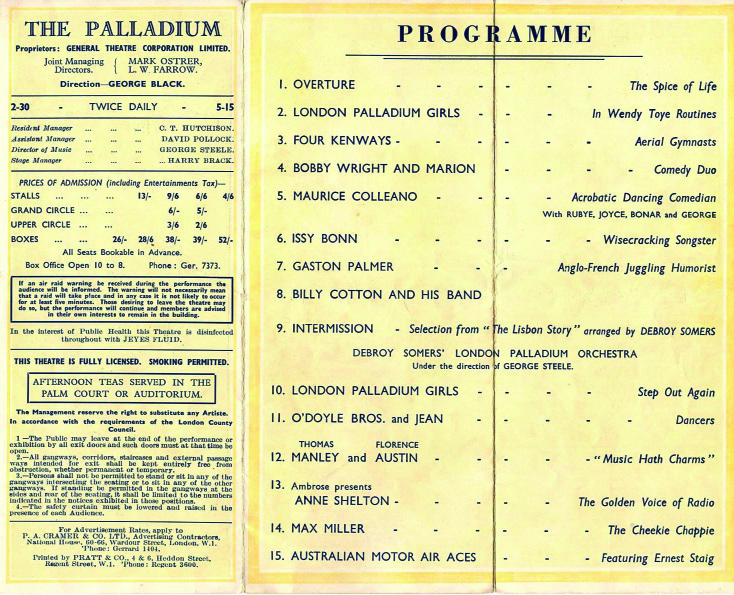 THE PALLADIUM
Proprietors: GENERAL THEATRE CORPORATION LIMITED.
Joint Managing { MARK OSTRER,
Directors. { L. W. FARROW.
Direction—GEORGE BLACK.
2-30 - TWICE DAILY - 5-15
Resident Manager ... ... ... C. T. HUTCHISON.
Assistant Manager ... ... ... DAVID POLLOCK.
Director of Music ... ... ... GEORGE STEELE.
Stage Manager ... ... ... HARRY BRACK.
PRICES OF ADMISSION (including Entertainments Tax)—
STALLS ... ... ... 13/- 9/6 6/6 4/6
GRAND CIRCLE ... ... 6/- 5/-
UPPER CIRCLE ... ... 3/6 2/6
BOXES ... ... 26/- 28/6 38/- 39/- 52/-
All Seats Bookable in Advance.
Box Office Open 10 to 8. Phone: Ger. 7373.
If an air raid warning be received during the performance the
audience will be informed. The warning will not necessarily mean
that a raid will take place and in any case it is not likely to occur
for at least five minutes. Those desiring to leave the theatre may
do so, but the performance will continue and members are advised
in their own interests to remain in the building.
In the interest of Public Health this Theatre is disinfected
throughout with JEYES FLUID.
THIS THEATRE IS FULLY LICENSED. SMOKING PERMITTED.
AFTERNOON TEAS SERVED IN THE
PALM COURT OR AUDITORIUM.
The Management reserve the right to substitute any Artiste.
In accordance with the requirements of the London County
Council.
1—The Public may leave at the end of the performance or
exhibition by all exit doors and such doors must at that time be
open.
2.—All gangways, corridors, staircases and external passage
ways intended for exit shall be kept entirely free from
obstruction, whether permanent or temporary.
3.—Persons shall not be permitted to stand or sit in any of the
gangways intersecting the seating or to sit in any of the other
gangways. If standing be permitted in the gangways at the
sides and rear of the seating, it shall be limited to the numbers
indicated in the notices exhibited in those positions.
4.—The safety curtain must be lowered and raised in the
presence of each Audience.
For Advertisement Rates, apply to
P. A. CRAMER & CO. LTD., Advertising Contractors,
National House, 60-66, Wardour Street, London, W.1.
'Phone: Gerrard 1404.
Printed by PRATT & CO., 4 & 6, Heddon Street,
Regent Street, W.1. 'Phone: Regent 3600.
PROGRAMME
1. OVERTURE - - - - - - The Spice of Life
2. LONDON PALLADIUM GIRLS - - - In Wendy Toye Routines
3. FOUR KENWAYS - - - - - - Aerial Gymnasts
4. BOBBY WRIGHT AND MARION - - - - Comedy Duo
5. MAURICE COLLEANO - - - Acrobatic Dancing Comedian
With RUBYE, JOYCE, BONAR and GEORGE
6. ISSY BONN - - - - - - Wisecracking Songster
7. GASTON PALMER - - - - Anglo-French Juggling Humorist
8. BILLY COTTON AND HIS BAND
9. INTERMISSION - Selection from "The Lisbon Story" arranged by DEBROY SOMERS
DEBROY SOMERS' LONDON PALLADIUM ORCHESTRA
Under the direction of GEORGE STEELE.
10. LONDON PALLADIUM GIRLS - - - - Step Out Again
11. O'DOYLE BROS. and JEAN - - - - - Dancers
THOMAS FLORENCE
12. MANLEY and AUSTIN - - - - - "Music Hath Charms"
13. Ambrose presents
ANNE SHELTON - - - - - The Golden Voice of Radio
14. MAX MILLER - - - - - - The Cheekie Chappie
15. AUSTRALIAN MOTOR AIR ACES - - - Featuring Ernest Staig